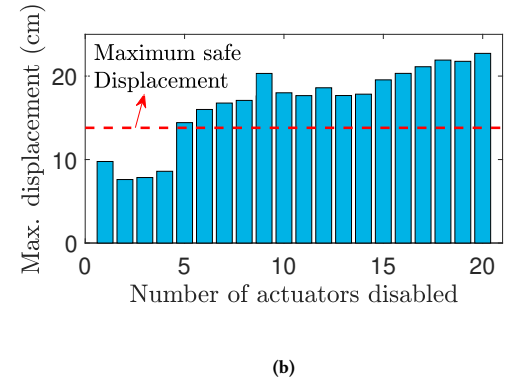 Maximum safe
Displacement
Max. displacement (cm)
20
10
0
0 5 10 15 20
Number of actuators disabled
(b)